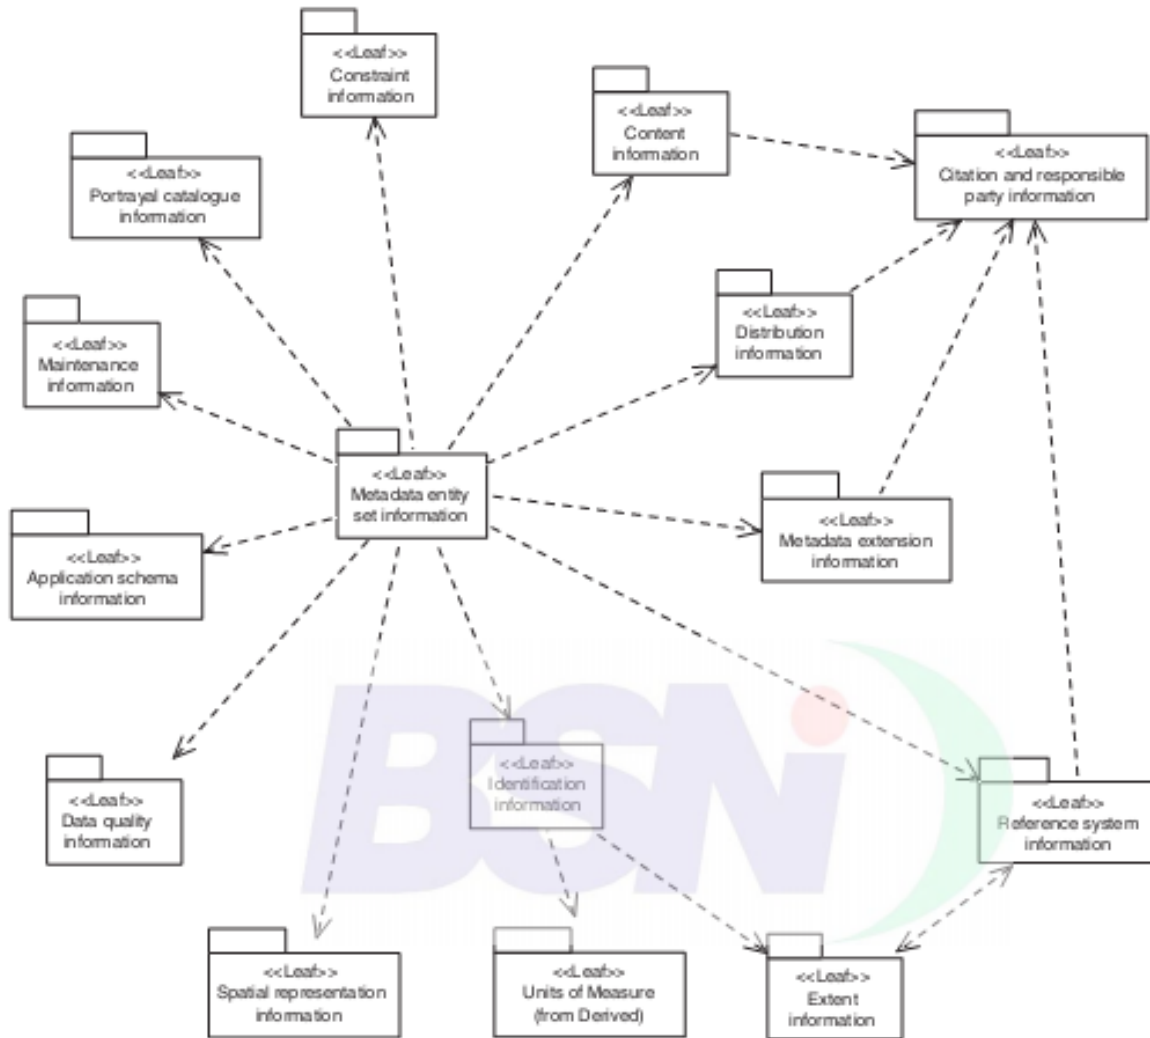 <<Leaf>>
Constraint
information
<<Leaf>>
Content
information
<<Leaf>>
Citation and responsible
party information
<<Leaf>>
Portrayal catalogue
information
<<Leaf>>
Distribution
information
<<Leaf>>
Maintenance
information
<<Leaf>>
Metadata entity
set information
<<Leaf>>
Metadata extension
information
<<Leaf>>
Application schema
information
<<Leaf>>
Identification
information
<<Leaf>>
Data quality
information
<<Leaf>>
Reference system
information
<<Leaf>>
Spatial representation
information
<<Leaf>>
Units of Measure
(from Derived)
<<Leaf>>
Extent
information
BSNi